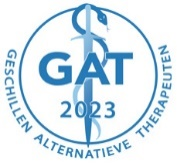 GAT
2023
GESCHILLEN ALTERNATIEVE THERAPEUTEN